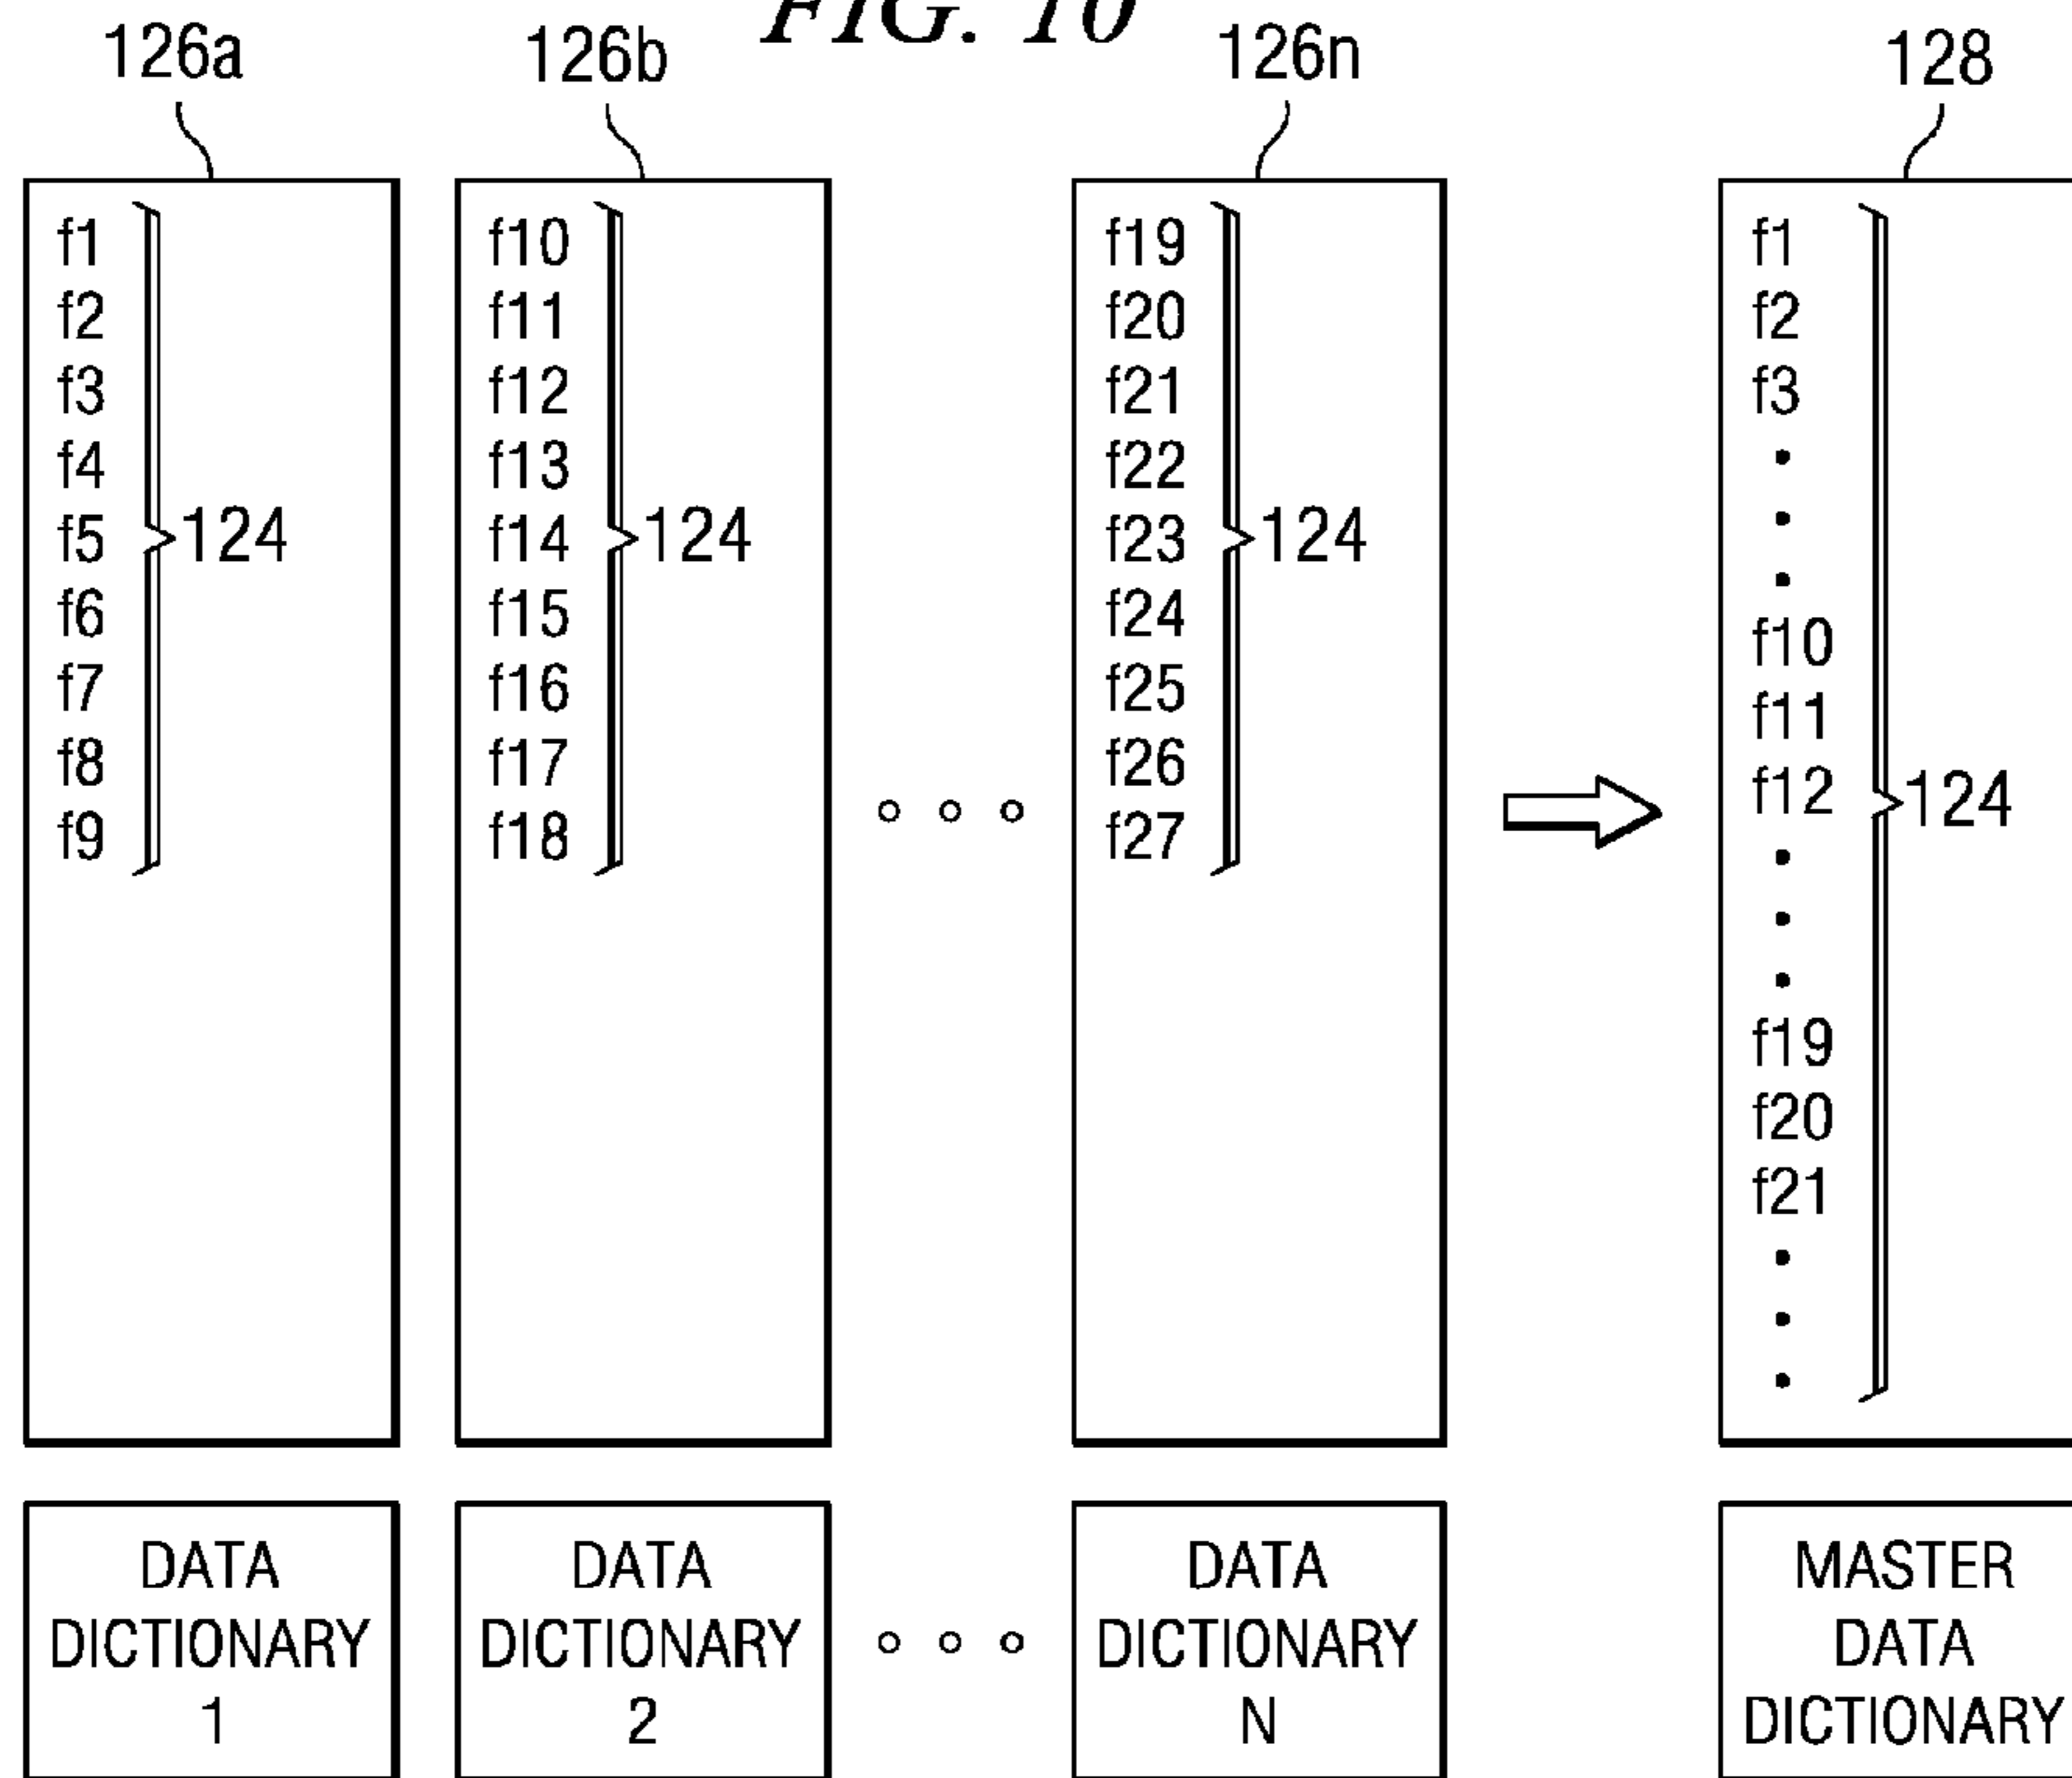 FIG. 10
126a
126b
126n
128
f1
f2
f3
f4
f5
f6
f7
f8
f9
124
f10
f11
f12
f13
f14
f15
f16
f17
f18
124
f19
f20
f21
f22
f23
f24
f25
f26
f27
124
f1
f2
f3
f10
f11
f12
f19
f20
f21
124
DATA
DICTIONARY
1
DATA
DICTIONARY
2
DATA
DICTIONARY
N
MASTER
DATA
DICTIONARY